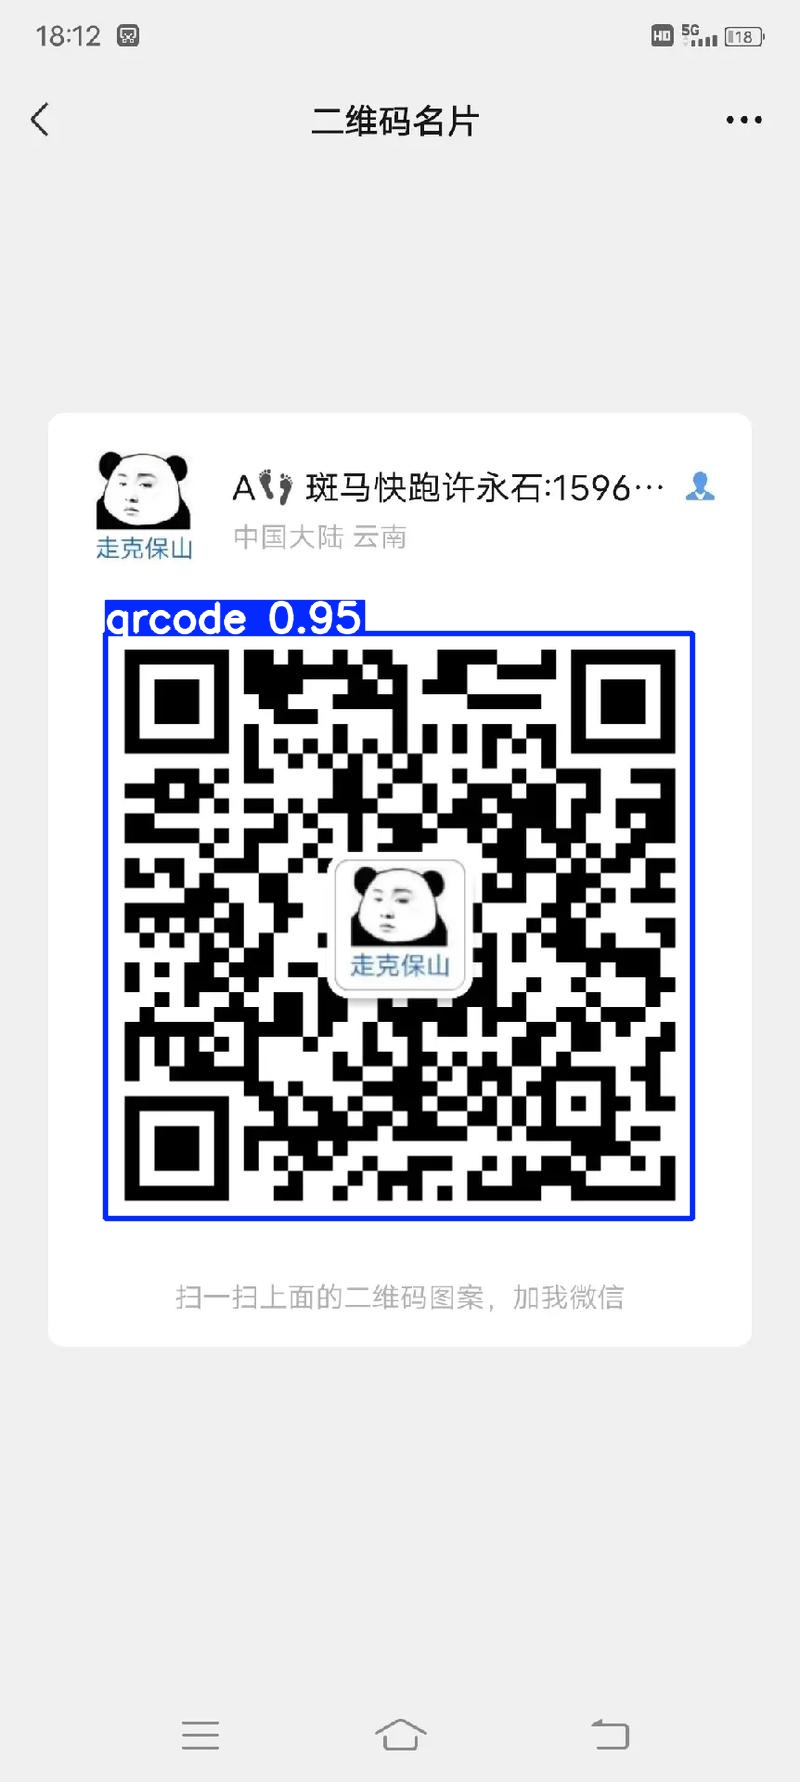 18:12
HD 5G 18
二维码名片
A👣 斑马快跑许永石:1596…
中国大陆 云南
走克保山
qrcode 0.95
走克保山
扫一扫上面的二维码图案，加我微信